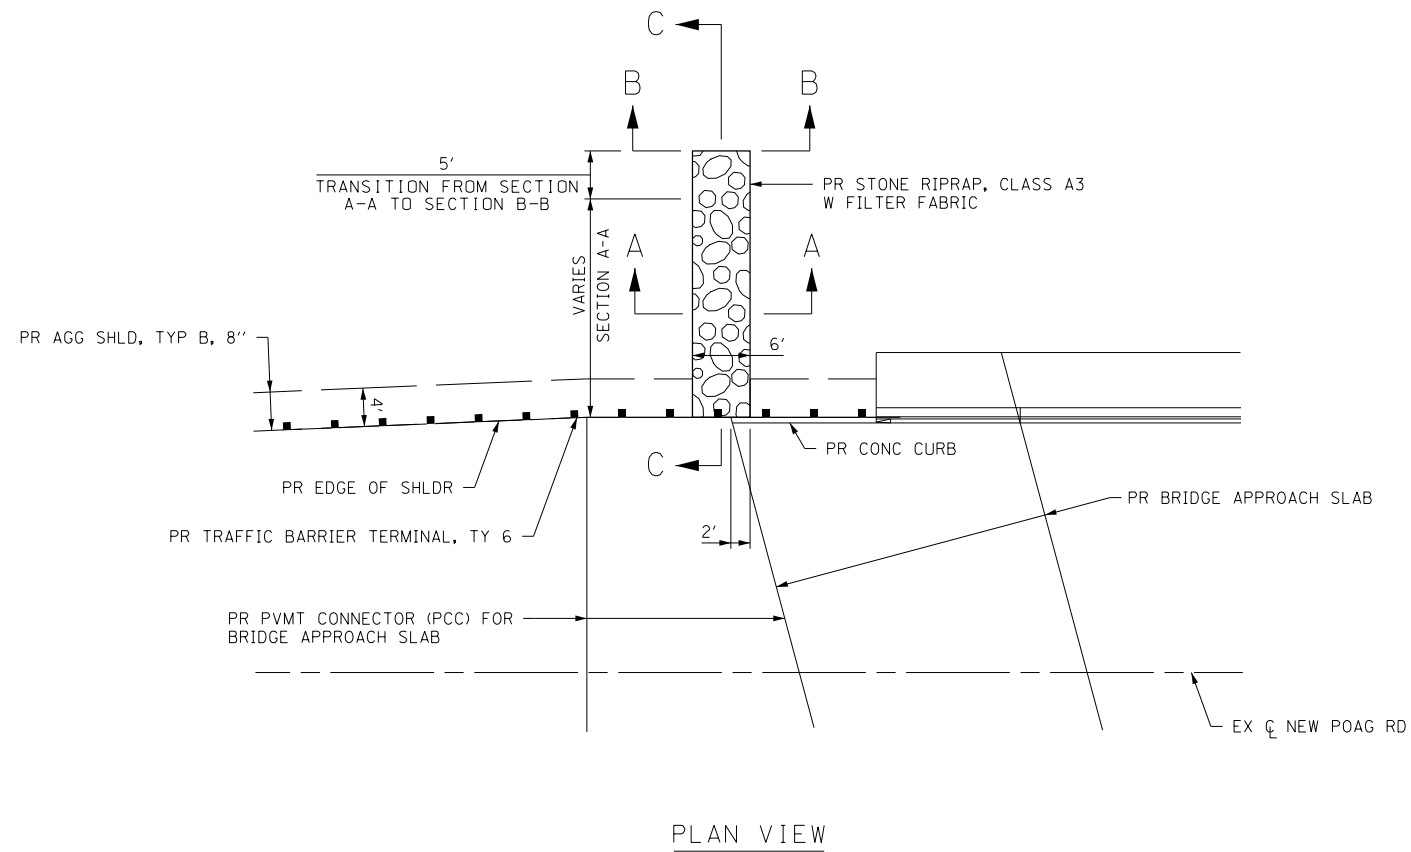 C
B B
5'
TRANSITION FROM SECTION
A-A TO SECTION B-B
PR STONE RIPRAP, CLASS A3
W FILTER FABRIC
A A
VARIES
SECTION A-A
PR AGG SHLD, TYP B, 8''
6'
4'
PR CONC CURB
C
PR EDGE OF SHLDR
PR BRIDGE APPROACH SLAB
PR TRAFFIC BARRIER TERMINAL, TY 6
2'
PR PVMT CONNECTOR (PCC) FOR
BRIDGE APPROACH SLAB
EX ℄ NEW POAG RD
PLAN VIEW